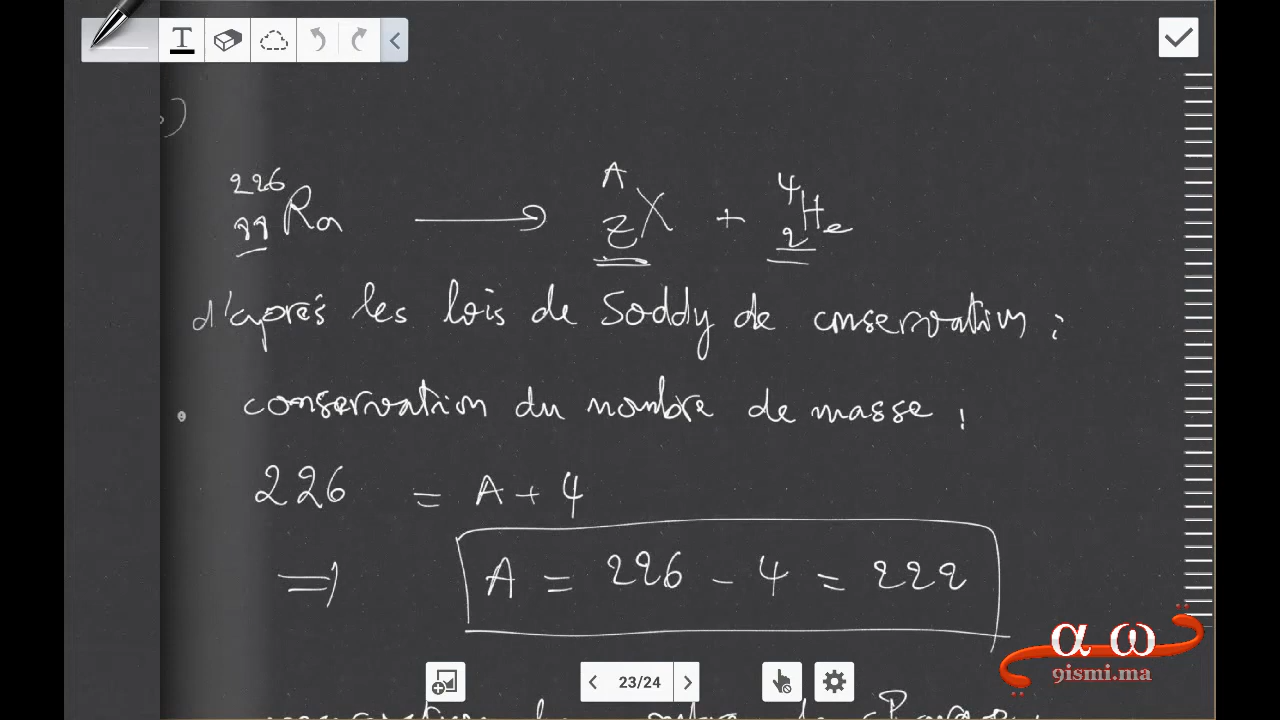 T
226 A 4
99 Ra → Z X + 2 He
d'après les lois de Soddy de conservation :
• conservation du nombre de masse :
226 = A + 4
⇒ A = 226 - 4 = 222
α ω
9ismi.ma
23/24